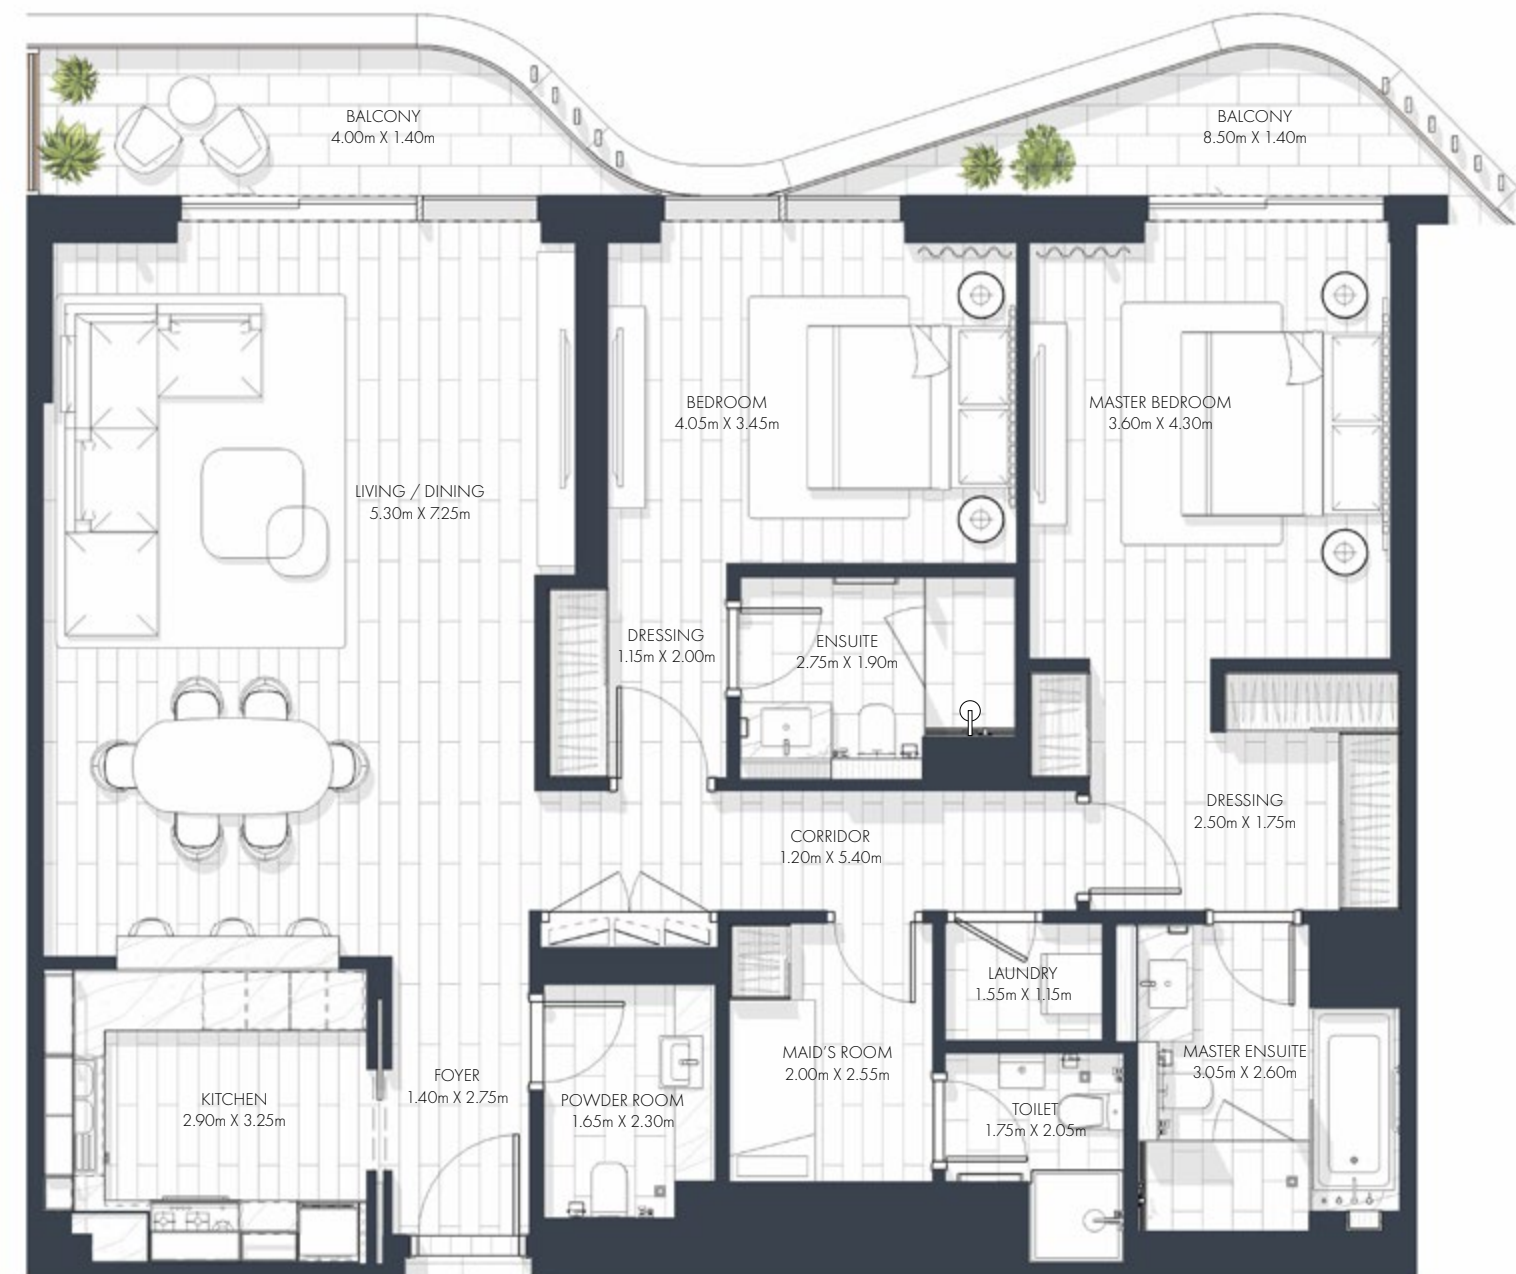 BALCONY
4.00m X 1.40m
BALCONY
8.50m X 1.40m
BEDROOM
4.05m X 3.45m
MASTER BEDROOM
3.60m X 4.30m
LIVING / DINING
5.30m X 7.25m
DRESSING
1.15m X 2.00m
ENSUITE
2.75m X 1.90m
DRESSING
2.50m X 1.75m
CORRIDOR
1.20m X 5.40m
LAUNDRY
1.55m X 1.15m
MAID'S ROOM
2.00m X 2.55m
MASTER ENSUITE
3.05m X 2.60m
FOYER
1.40m X 2.75m
KITCHEN
2.90m X 3.25m
POWDER ROOM
1.65m X 2.30m
TOILET
1.75m X 2.05m